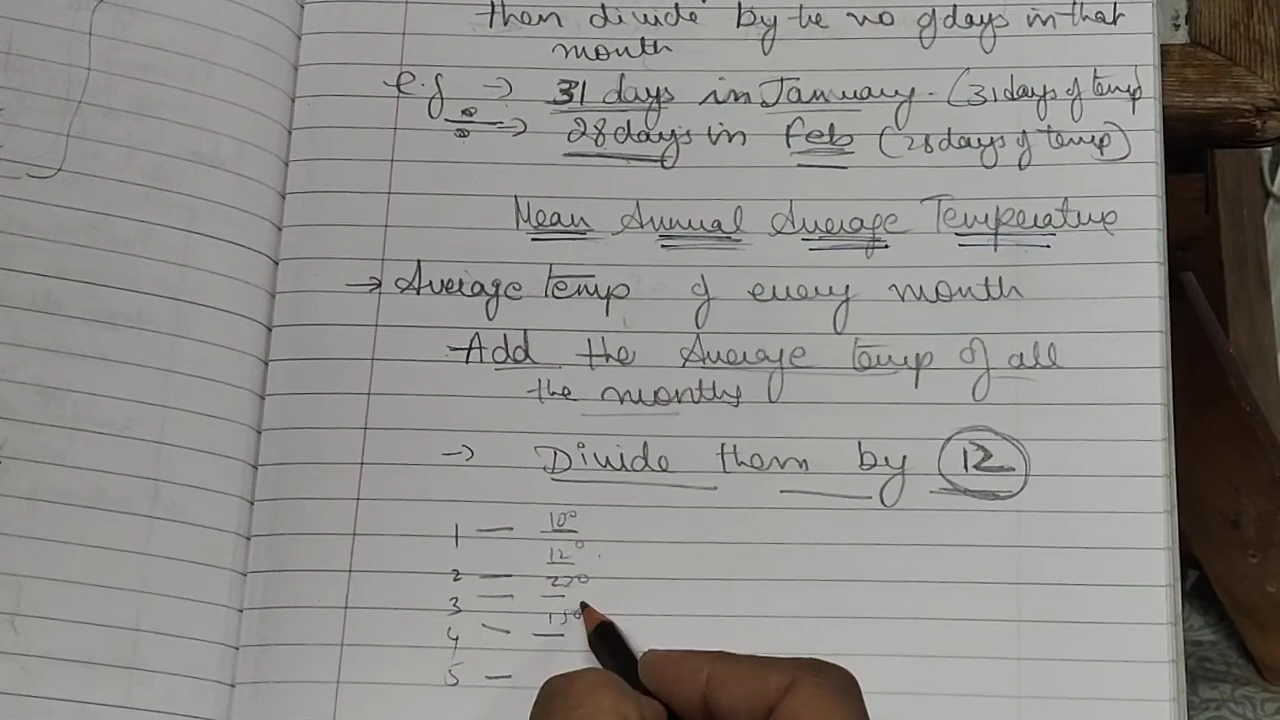 then divide by the no of days in that
month
e.g → 31 days in January. (31 days of temp)
→ 28 days in Feb (28 days of temp)
Mean Annual Average Temperature
→ Average temp of every month
- Add the Average temp of all
the months
→ Divide them by 12
1 — 10°
2 — 12°
3 — 22°
4 — 15°
5 —